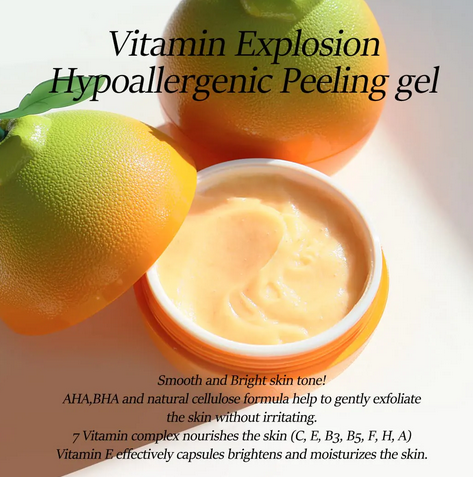 Vitamin Explosion
Hypoallergenic Peeling gel
Smooth and Bright skin tone!
AHA,BHA and natural cellulose formula help to gently exfoliate
the skin without irritating.
7 Vitamin complex nourishes the skin (C, E, B3, B5, F, H, A)
Vitamin E effectively capsules brightens and moisturizes the skin.